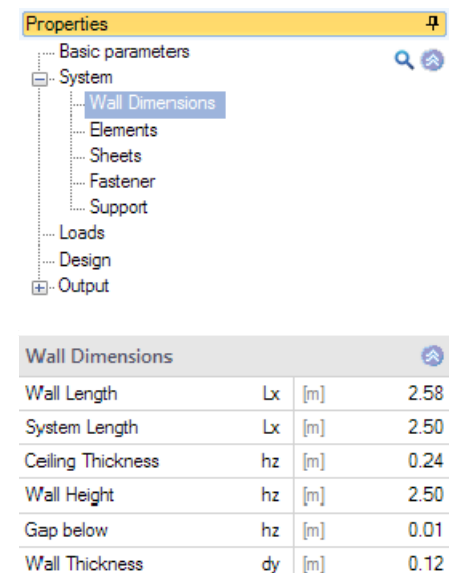 Properties
Basic parameters
System
Wall Dimensions
Elements
Sheets
Fastener
Support
Loads
Design
Output
Wall Dimensions
Wall Length Lx [m] 2.58
System Length Lx [m] 2.50
Ceiling Thickness hz [m] 0.24
Wall Height hz [m] 2.50
Gap below hz [m] 0.01
Wall Thickness dy [m] 0.12